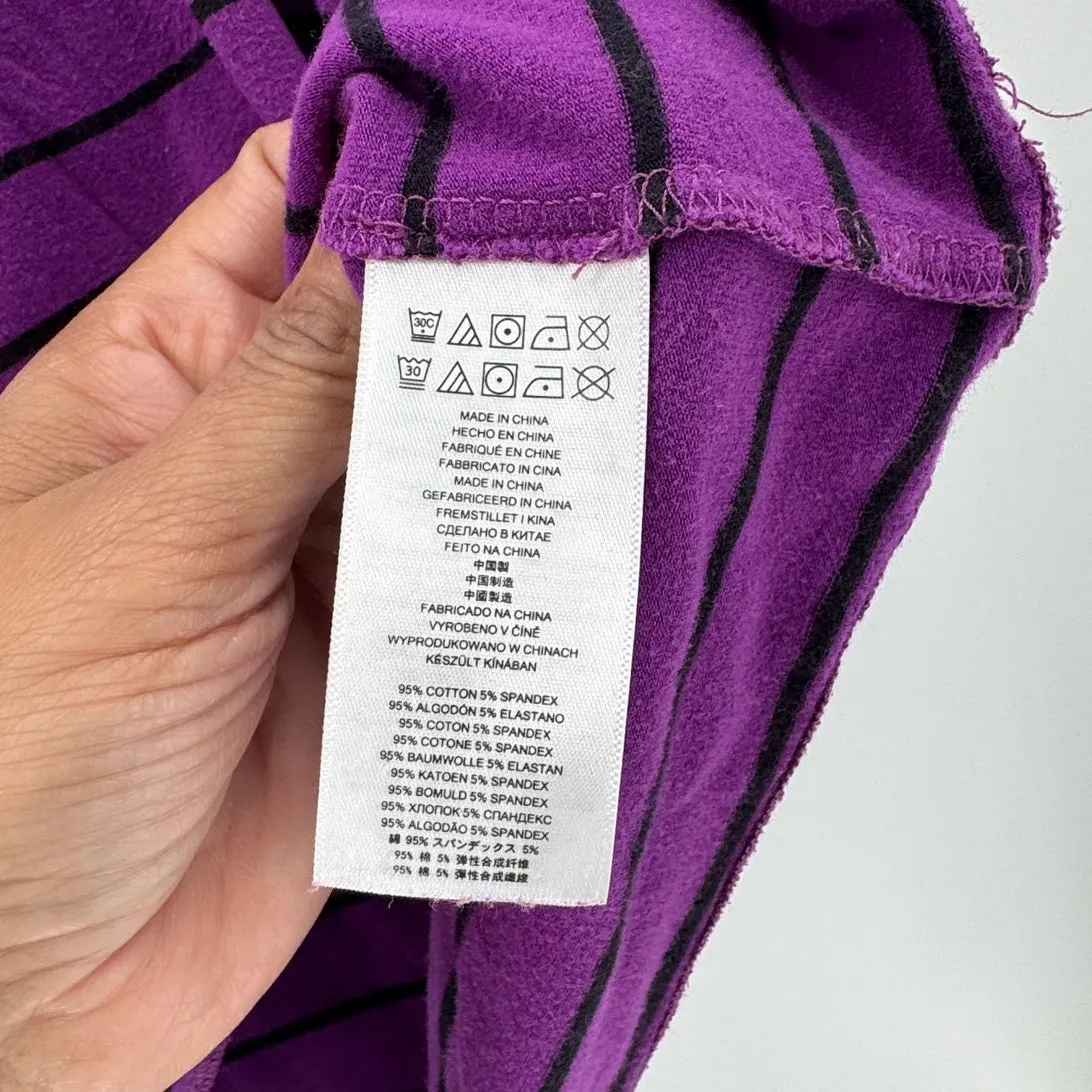 30C
30
MADE IN CHINA
HECHO EN CHINA
FABRIQUÉ EN CHINE
FABBRICATO IN CINA
MADE IN CHINA
GEFABRICEERD IN CHINA
FREMSTILLET I KINA
СДЕЛАНО В КИТАЕ
FEITO NA CHINA
中国製
中国制造
中國製造
FABRICADO NA CHINA
VYROBENO V ČÍNĚ
WYPRODUKOWANO W CHINACH
KÉSZÜLT KÍNÁBAN
95% COTTON 5% SPANDEX
95% ALGODÓN 5% ELASTANO
95% COTON 5% SPANDEX
95% COTONE 5% SPANDEX
95% BAUMWOLLE 5% ELASTAN
95% KATOEN 5% SPANDEX
95% BOMULD 5% SPANDEX
95% ХЛОПОК 5% СПАНДЕКС
95% ALGODÃO 5% SPANDEX
綿 95% スパンデックス 5%
95% 棉 5% 弹性合成纤维
95% 棉 5% 彈性合成纖維